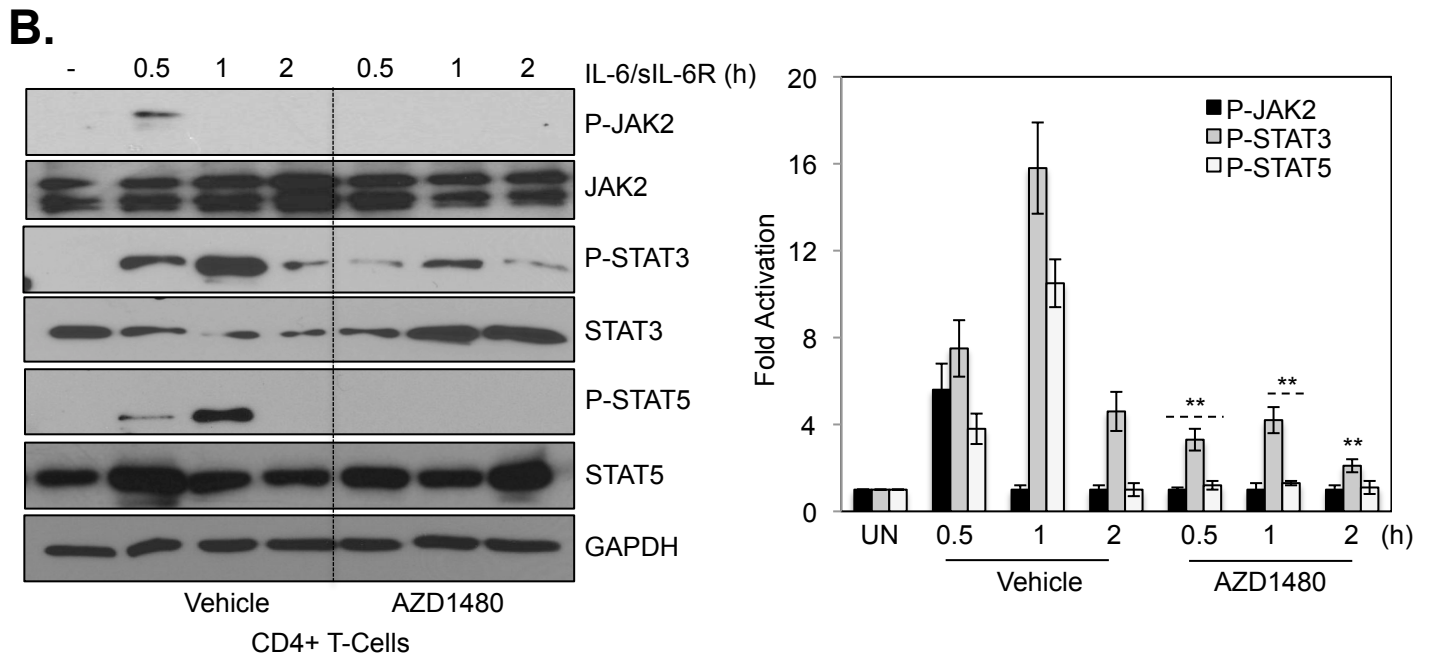 B.
- 0.5 1 2 0.5 1 2 IL-6/sIL-6R (h)
P-JAK2
JAK2
P-STAT3
STAT3
P-STAT5
STAT5
GAPDH
Vehicle AZD1480
CD4+ T-Cells
Fold Activation
20
16
12
8
4
0
P-JAK2
P-STAT3
P-STAT5
**
**
**
UN 0.5 1 2 0.5 1 2 (h)
Vehicle AZD1480